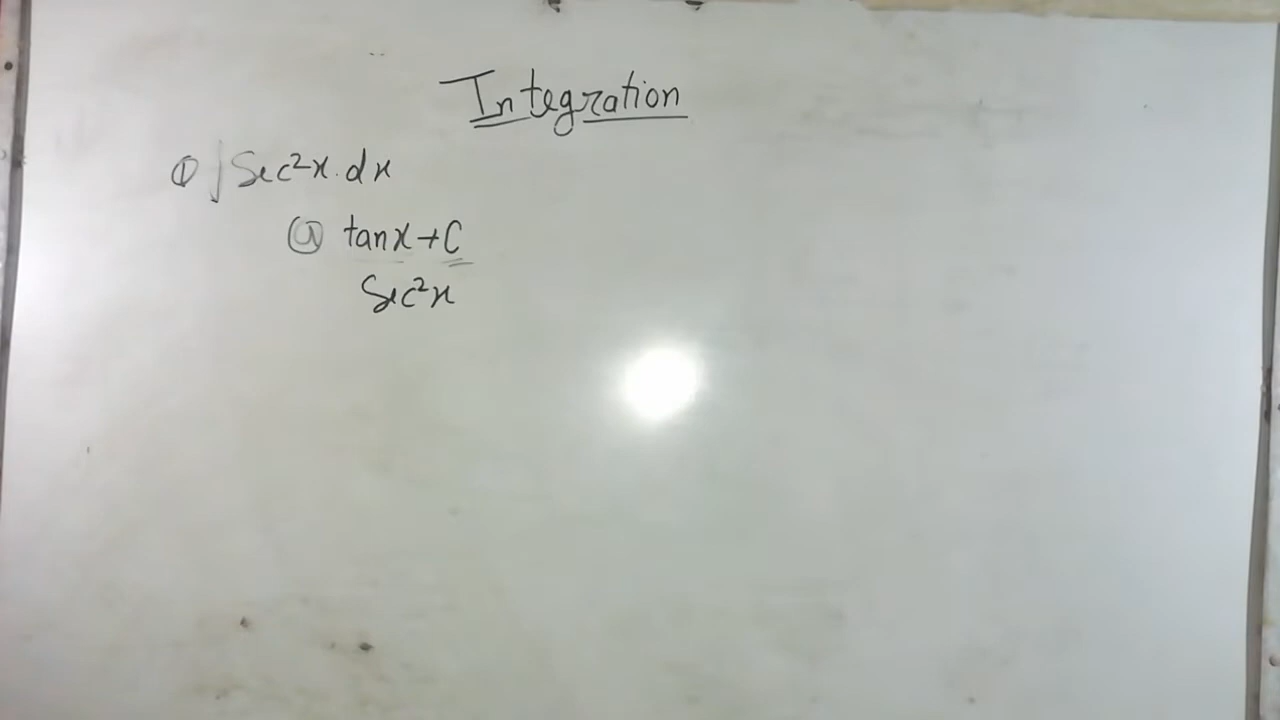 Integration
① ∫Sec²x.dx
ⓐ tanx+C
Sec²x